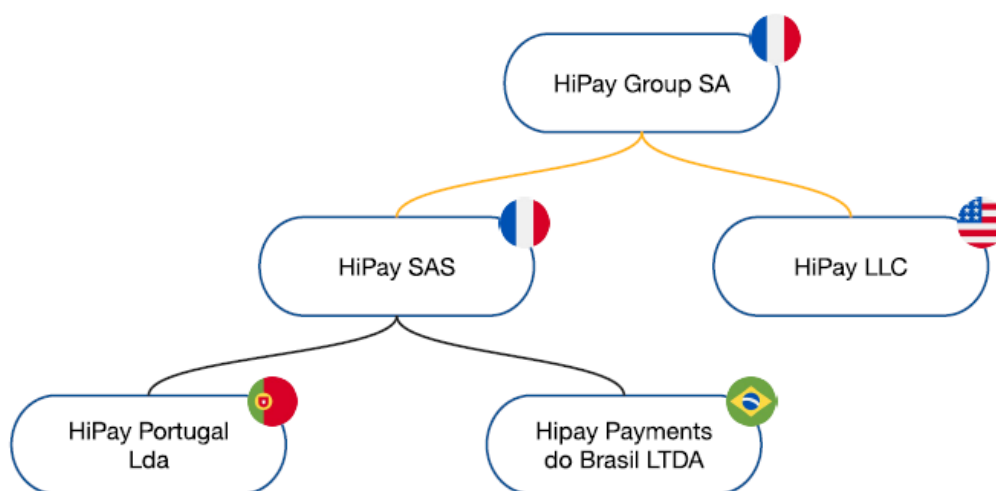 HiPay Group SA
HiPay SAS
HiPay LLC
HiPay Portugal
Lda
Hipay Payments
do Brasil LTDA